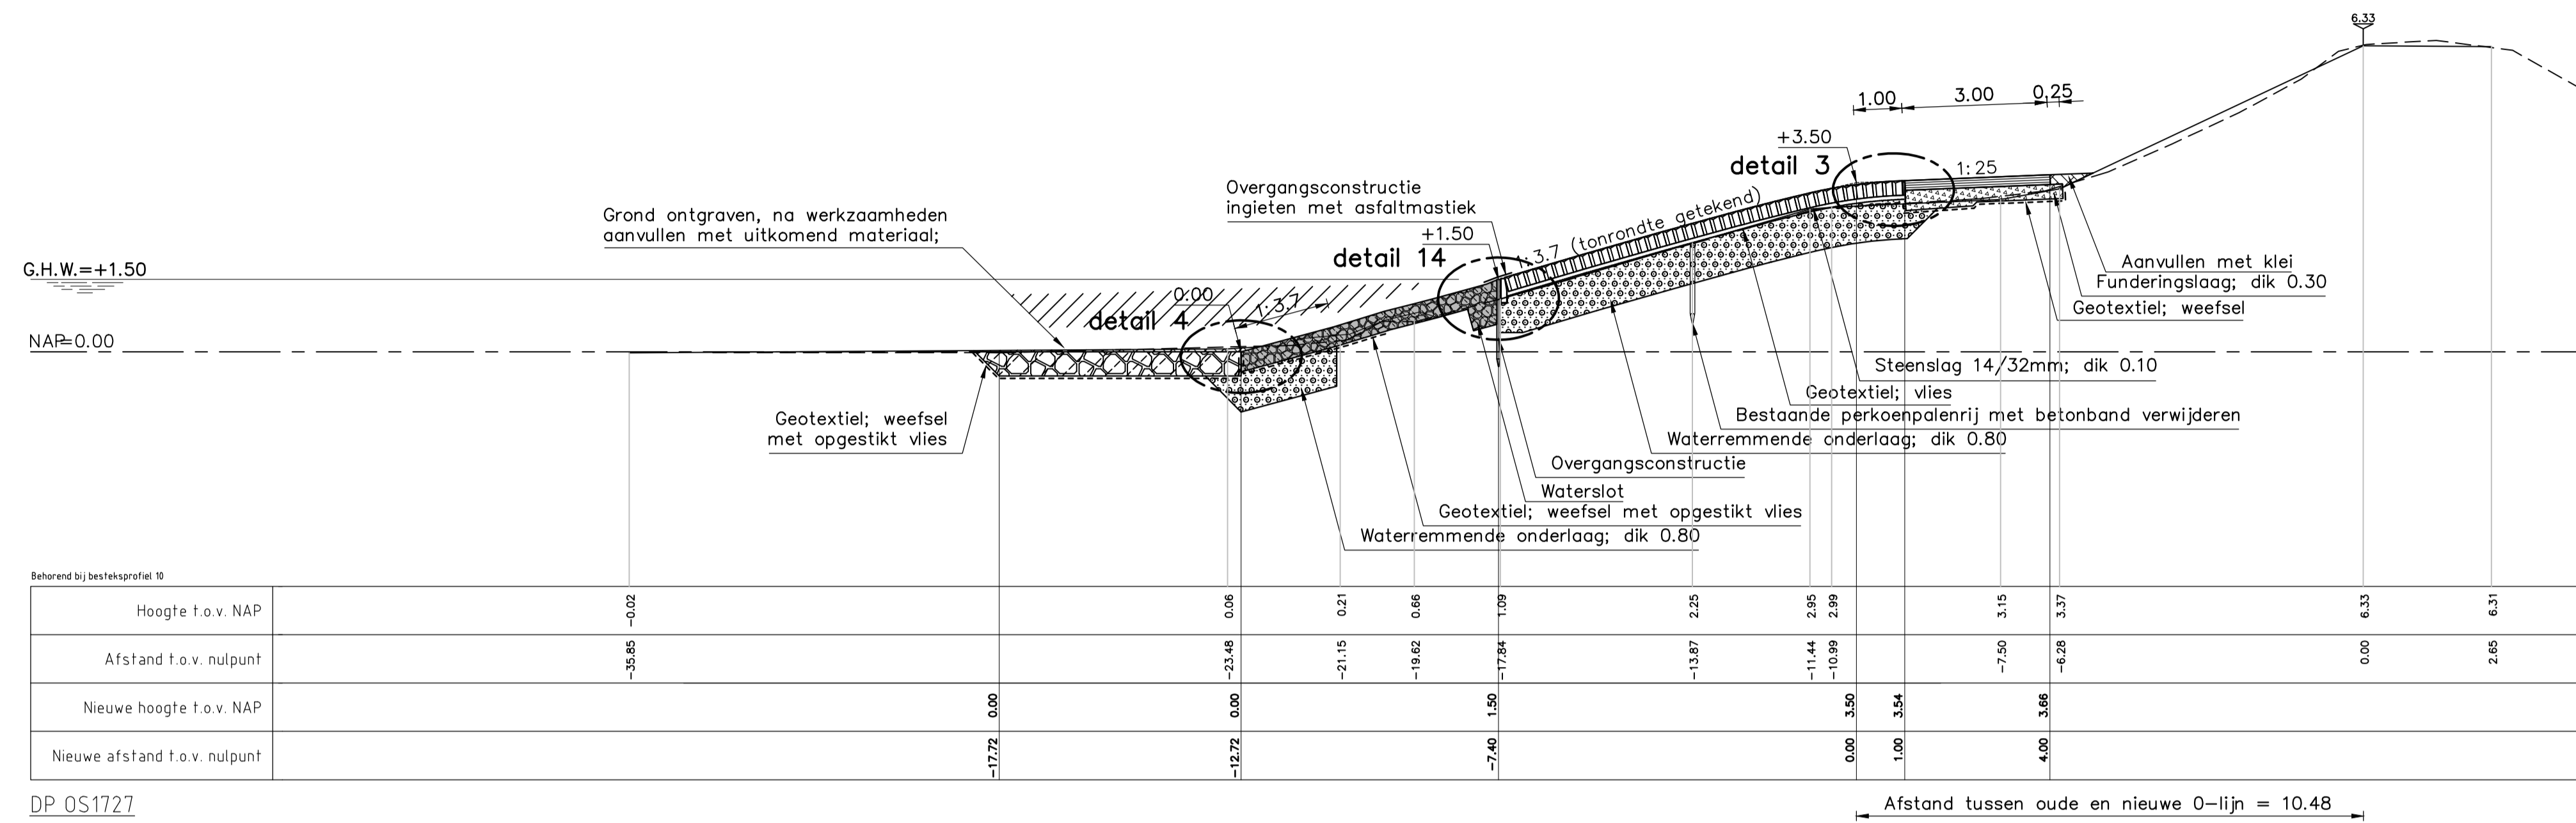 6.33
1.00
3.00
0,25
+3.50
detail 3
1:25
Overgangsconstructie
ingieten met asfaltmastiek
+1.50
1:3.7 (tonrondte getekend)
detail 14
Grond ontgraven, na werkzaamheden
aanvullen met uitkomend materiaal;
G.H.W.=+1.50
0.00
1:3.7
detail 4
NAP=0.00
Aanvullen met klei
Funderingslaag; dik 0.30
Geotextiel; weefsel
Steenslag 14/32mm; dik 0.10
Geotextiel; vlies
Bestaande perkoenpalenrij met betonband verwijderen
Waterremmende onderlaag; dik 0.80
Overgangsconstructie
Waterslot
Geotextiel; weefsel met opgestikt vlies
Waterremmende onderlaag; dik 0.80
Geotextiel; weefsel
met opgestikt vlies
Behorend bij besteksprofiel 10
Hoogte t.o.v. NAP -0.02 0.06 0.21 0.66 1.09 2.25 2.95 2.99 3.15 3.37 6.33 6.31
Afstand t.o.v. nulpunt -35.85 -23.48 -21.15 -19.62 -17.84 -13.87 -11.44 -10.99 -7.50 -6.28 0.00 2.65
Nieuwe hoogte t.o.v. NAP 0.00 0.00 1.50 3.50 3.54 3.66
Nieuwe afstand t.o.v. nulpunt -17.72 -12.72 -7.40 0.00 1.00 4.00
DP 0S1727
Afstand tussen oude en nieuwe 0-lijn = 10.48